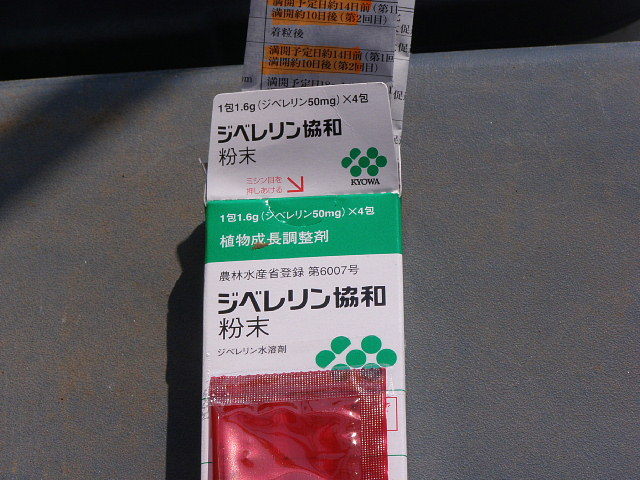 満開予定日約14日前(第1
満開約10日後(第2回目)
着粒後
満開予定日約14日前(第1回
満開約10日後(第2回目)
満開予定日
1包1.6g(ジベレリン50mg)×4包
ジベレリン協和
粉末
ミシン目を
押しあける
KYOWA
1包1.6g(ジベレリン50mg)×4包
植物成長調整剤
農林水産省登録 第6007号
ジベレリン協和
粉末
ジベレリン水溶剤